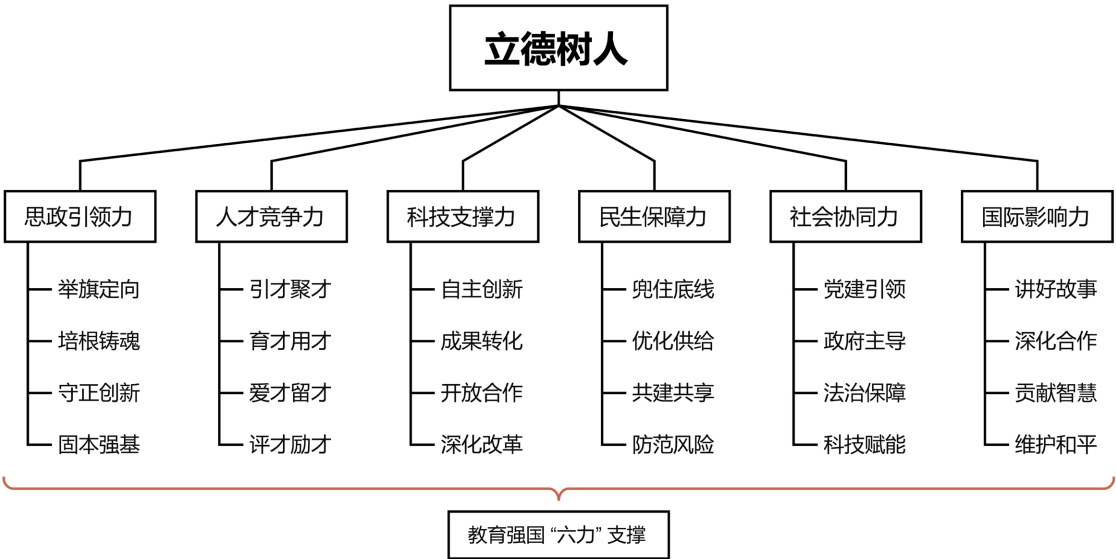 立德树人
思政引领力
人才竞争力
科技支撑力
民生保障力
社会协同力
国际影响力
举旗定向
引才聚才
自主创新
兜住底线
党建引领
讲好故事
培根铸魂
育才用才
成果转化
优化供给
政府主导
深化合作
守正创新
爱才留才
开放合作
共建共享
法治保障
贡献智慧
固本强基
评才励才
深化改革
防范风险
科技赋能
维护和平
教育强国 “六力” 支撑